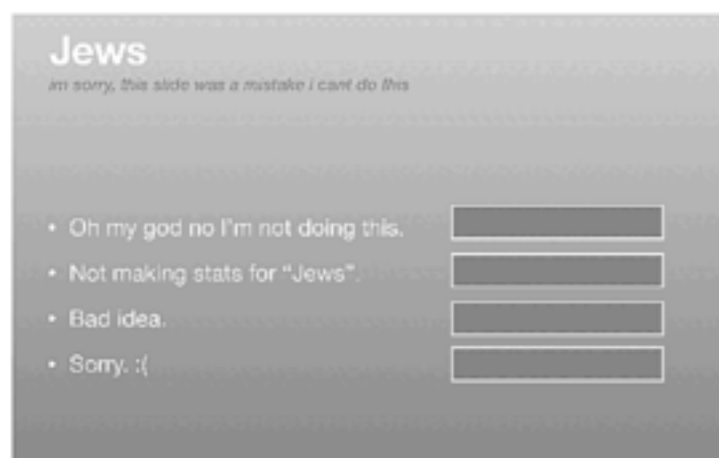 Jews
im sorry, this slide was a mistake i cant do this
• Oh my god no I'm not doing this.
• Not making stats for “Jews”.
• Bad idea.
• Sorry. :(